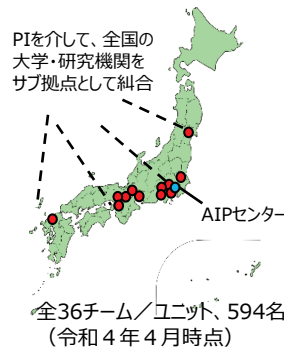 PIを介して、全国の
大学・研究機関を
サブ拠点として糾合
AIPセンター
全36チーム／ユニット、594名
（令和４年４月時点）